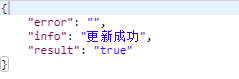 {
    "error": "",
    "info": "更新成功",
    "result": "true"
}